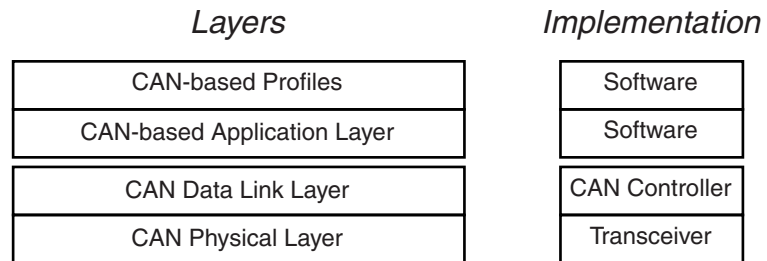 Layers Implementation
CAN-based Profiles Software
CAN-based Application Layer Software
CAN Data Link Layer CAN Controller
CAN Physical Layer Transceiver